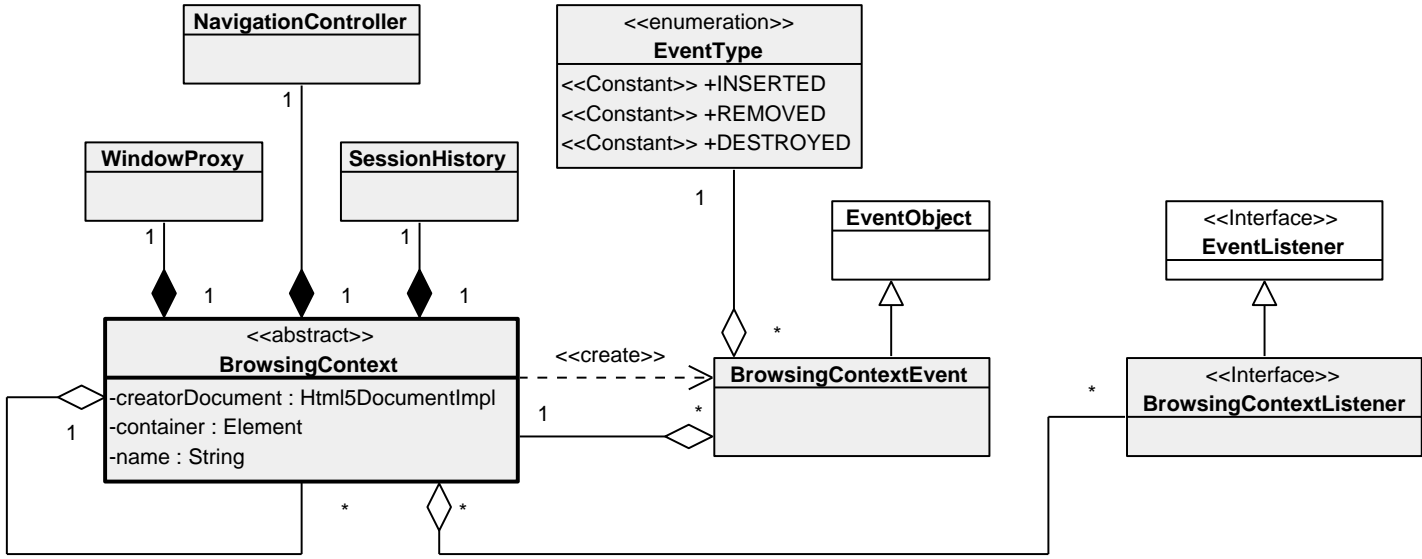 NavigationController
1
<<enumeration>>
EventType
<<Constant>> +INSERTED
<<Constant>> +REMOVED
<<Constant>> +DESTROYED
1
WindowProxy
1
SessionHistory
1
EventObject
<<Interface>>
EventListener
1
1
1
*
<<abstract>>
BrowsingContext
-creatorDocument : Html5DocumentImpl
-container : Element
-name : String
1
*
*
<<create>>
1
*
BrowsingContextEvent
*
<<Interface>>
BrowsingContextListener